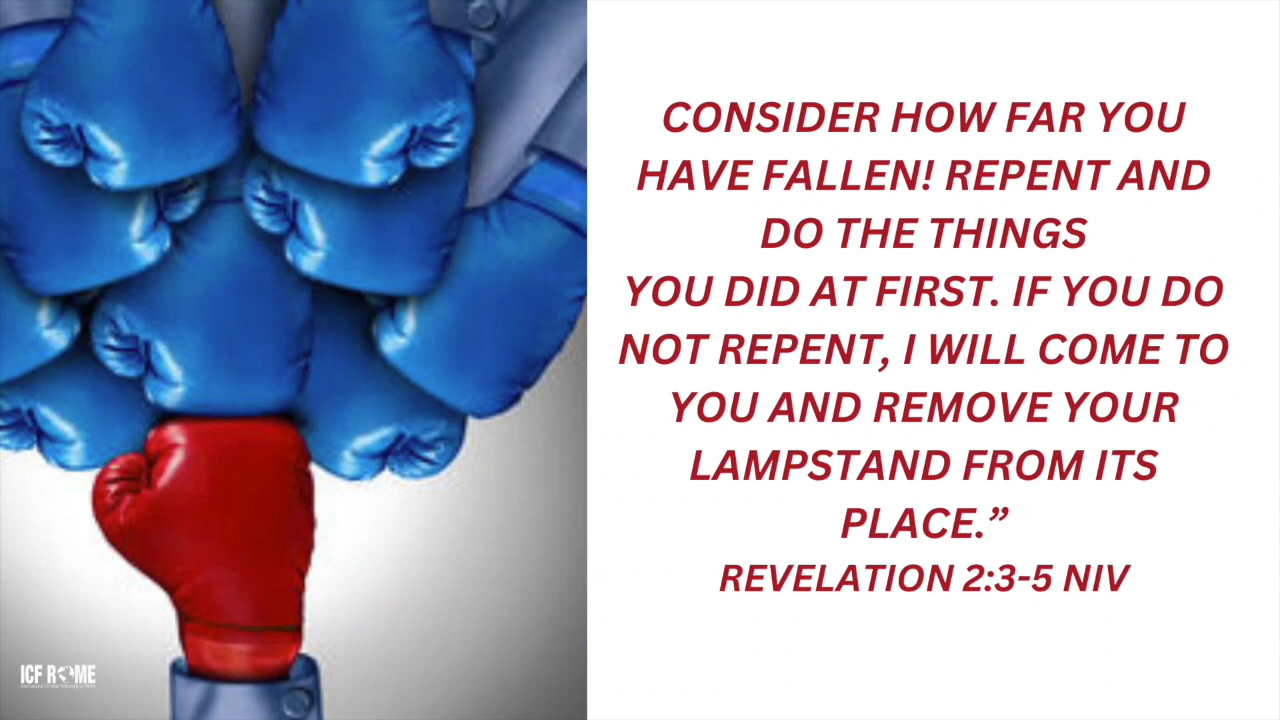 CONSIDER HOW FAR YOU
HAVE FALLEN! REPENT AND
DO THE THINGS
YOU DID AT FIRST. IF YOU DO
NOT REPENT, I WILL COME TO
YOU AND REMOVE YOUR
LAMPSTAND FROM ITS
PLACE.”
REVELATION 2:3-5 NIV
ICF ROME